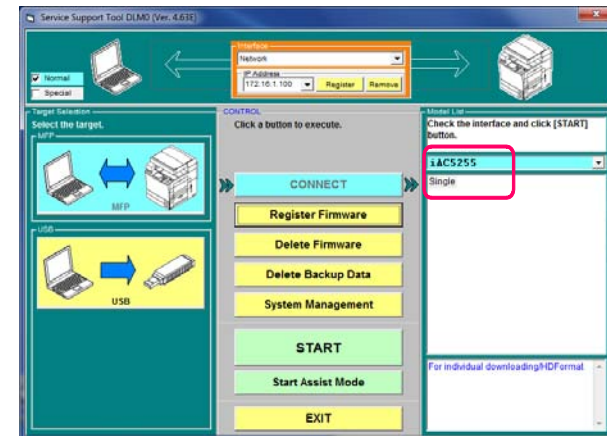 Service Support Tool DLM0 (Ver. 4.63E)
Normal
Special
Interface
Network
IP Address
172.16.1.100
Register
Remove
Target Selection
Select the target.
MFP
MFP
USB
USB
CONTROL
Click a button to execute.
CONNECT
Register Firmware
Delete Firmware
Delete Backup Data
System Management
START
Start Assist Mode
EXIT
Model List
Check the interface and click [START]
button.
iAC5255
Single
For individual downloading/HDFormat